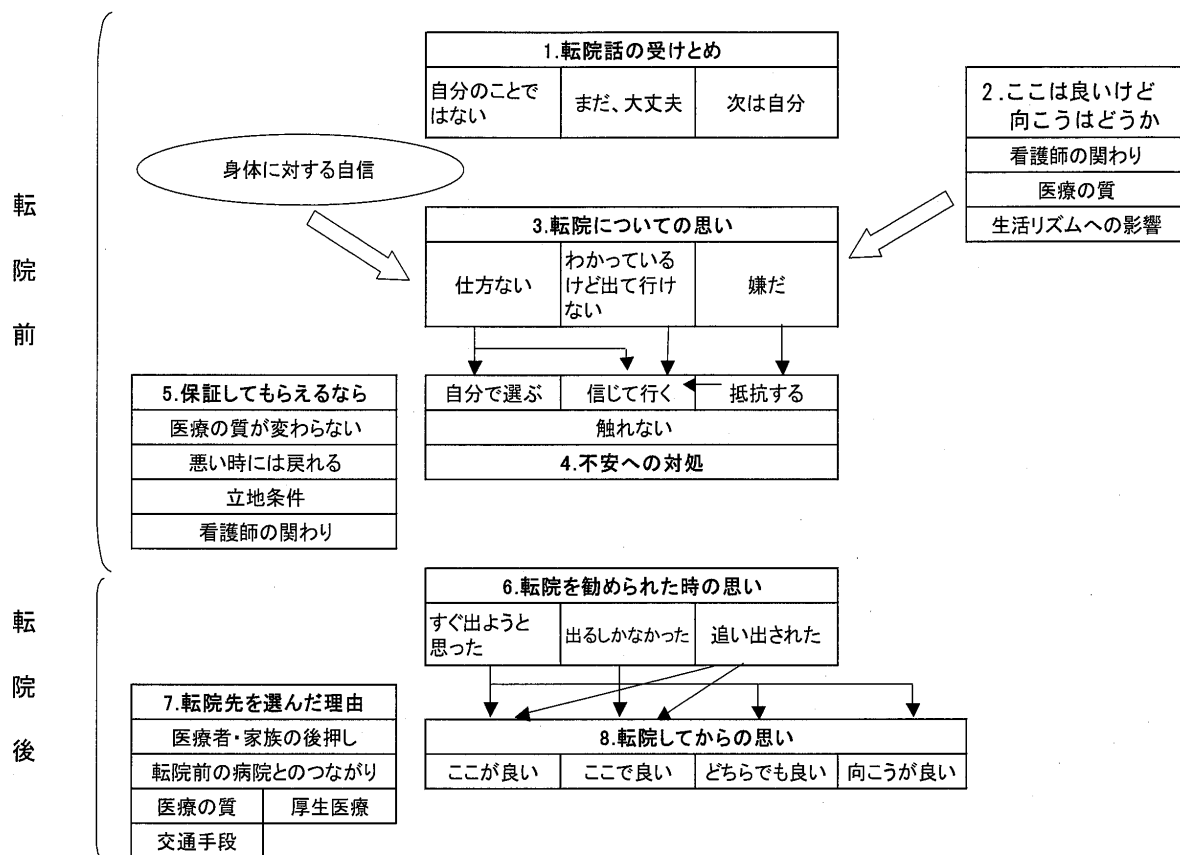 転院前
1.転院話の受けとめ
自分のことで
はない
まだ、大丈夫
次は自分
2.ここは良いけど
向こうはどうか
看護師の関わり
医療の質
生活リズムへの影響
身体に対する自信
3.転院についての思い
仕方ない
わかっている
けど出て行け
ない
嫌だ
自分で選ぶ
信じて行く
抵抗する
触れない
4.不安への対処
5.保証してもらえるなら
医療の質が変わらない
悪い時には戻れる
立地条件
看護師の関わり
転院後
6.転院を勧められた時の思い
すぐ出ようと
思った
出るしかなかった
追い出された
7.転院先を選んだ理由
医療者・家族の後押し
転院前の病院とのつながり
医療の質
厚生医療
交通手段
8.転院してからの思い
ここが良い
ここで良い
どちらでも良い
向こうが良い